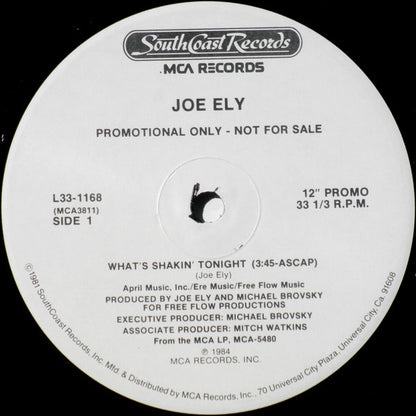 SouthCoast Records
MCA RECORDS
JOE ELY
PROMOTIONAL ONLY - NOT FOR SALE
L33-1168
(MCA3811)
SIDE 1
12" PROMO
33 1/3 R.P.M.
WHAT'S SHAKIN' TONIGHT (3:45-ASCAP)
(Joe Ely)
April Music, Inc./Ere Music/Free Flow Music
PRODUCED BY JOE ELY AND MICHAEL BROVSKY
FOR FREE FLOW PRODUCTIONS
EXECUTIVE PRODUCER: MICHAEL BROVSKY
ASSOCIATE PRODUCER: MITCH WATKINS
From the MCA LP, MCA-5480
℗ 1984
MCA RECORDS, INC.
©1981 SouthCoast Records, Inc. Mfd. & Distributed by MCA Records, Inc., 70 Universal City Plaza, Universal City, Ca. 91608